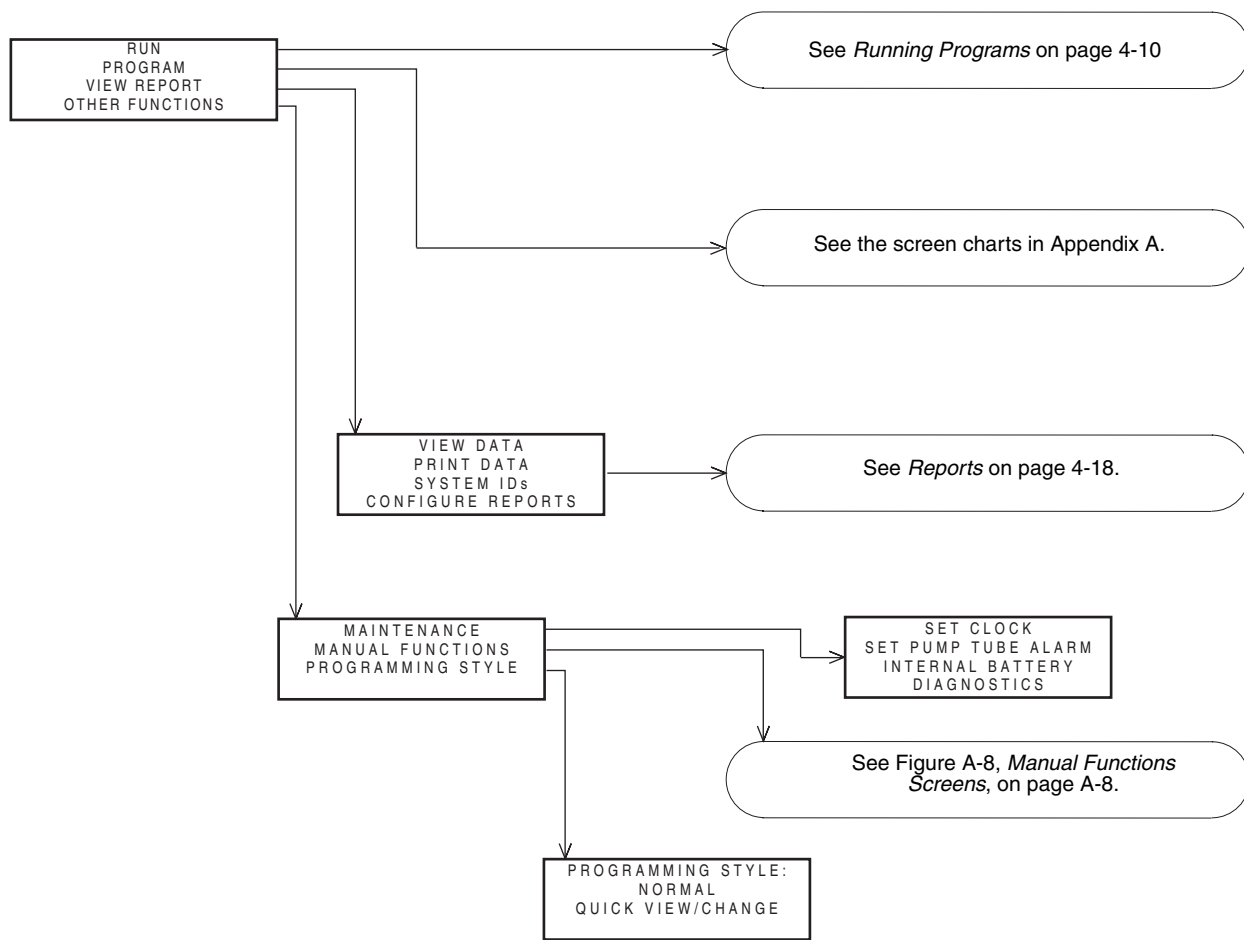 RUN
PROGRAM
VIEW REPORT
OTHER FUNCTIONS
See Running Programs on page 4-10
See the screen charts in Appendix A.
VIEW DATA
PRINT DATA
SYSTEM IDs
CONFIGURE REPORTS
See Reports on page 4-18.
MAINTENANCE
MANUAL FUNCTIONS
PROGRAMMING STYLE
SET CLOCK
SET PUMP TUBE ALARM
INTERNAL BATTERY
DIAGNOSTICS
See Figure A-8, Manual Functions
Screens, on page A-8.
PROGRAMMING STYLE:
NORMAL
QUICK VIEW/CHANGE